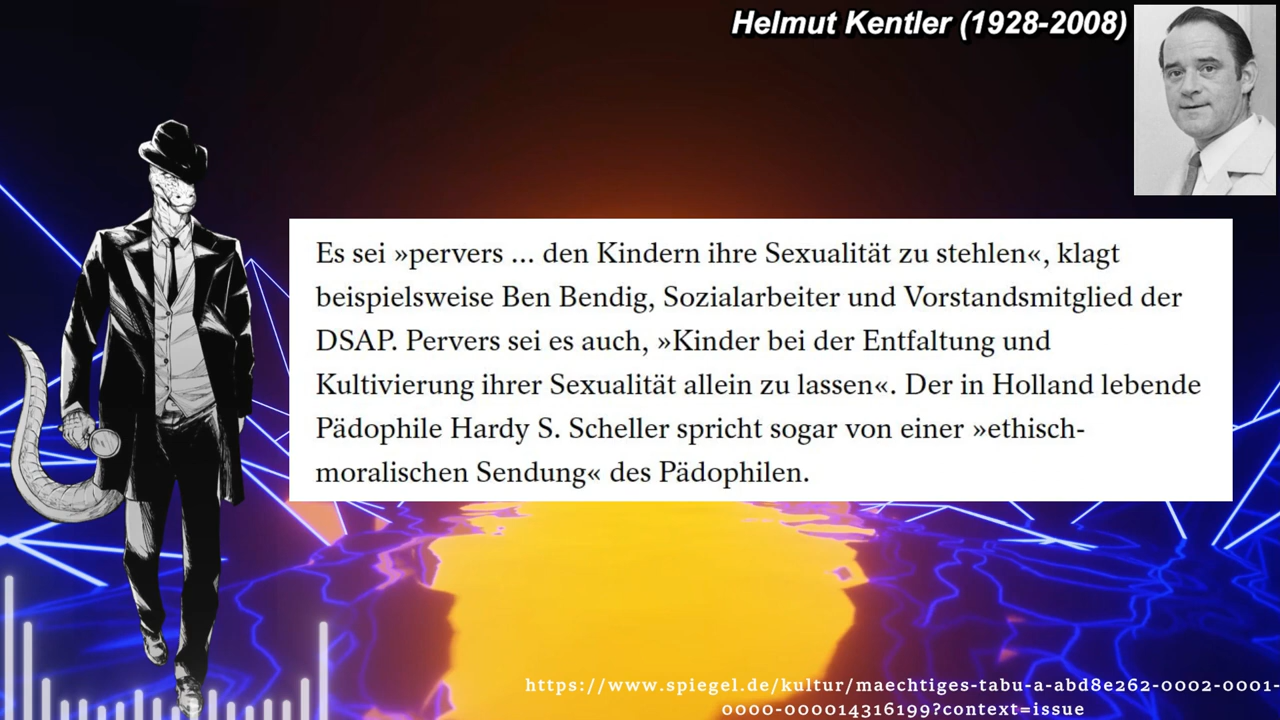 Helmut Kentler (1928-2008)
Es sei »pervers ... den Kindern ihre Sexualität zu stehlen«, klagt
beispielsweise Ben Bendig, Sozialarbeiter und Vorstandsmitglied der
DSAP. Pervers sei es auch, »Kinder bei der Entfaltung und
Kultivierung ihrer Sexualität allein zu lassen«. Der in Holland lebende
Pädophile Hardy S. Scheller spricht sogar von einer »ethisch-
moralischen Sendung« des Pädophilen.
https://www.spiegel.de/kultur/maechtiges-tabu-a-abd8e262-0002-0001-
0000-000014316199?context=issue